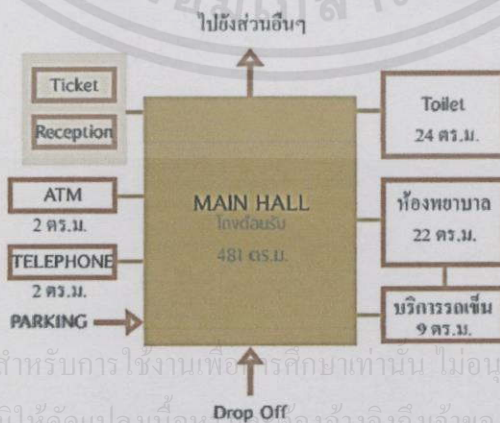 ไปยังส่วนอื่นๆ
Ticket
Reception
ATM
2 ตร.ม.
TELEPHONE
2 ตร.ม.
PARKING
MAIN HALL
โถงต้อนรับ
481 ตร.ม.
Toilet
24 ตร.ม.
ห้องพยาบาล
22 ตร.ม.
บริการรถเข็น
9 ตร.ม.
สำหรับการใช้งานเพื่อการศึกษาเท่านั้น ไม่อนุ
Drop Off